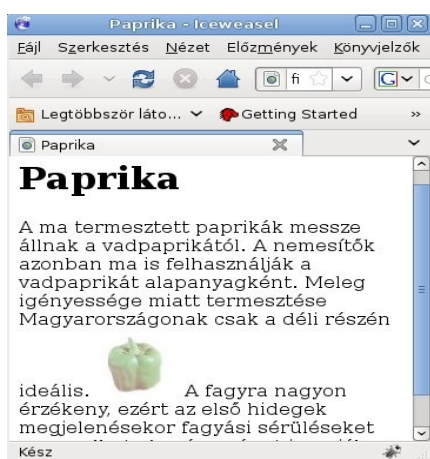 Paprika - Iceweasel
Fájl Szerkesztés Nézet Előzmények Könyvjelzők
fi
G
Legtöbbször láto... Getting Started »
Paprika
Paprika
A ma termesztett paprikák messze
állnak a vadpaprikától. A nemesítők
azonban ma is felhasználják a
vadpaprikát alapanyagként. Meleg
igényessége miatt termesztése
Magyarországonak csak a déli részén
ideális. A fagyra nagyon
érzékeny, ezért az első hidegek
megjelenésekor fagyási sérüléseket
Kész